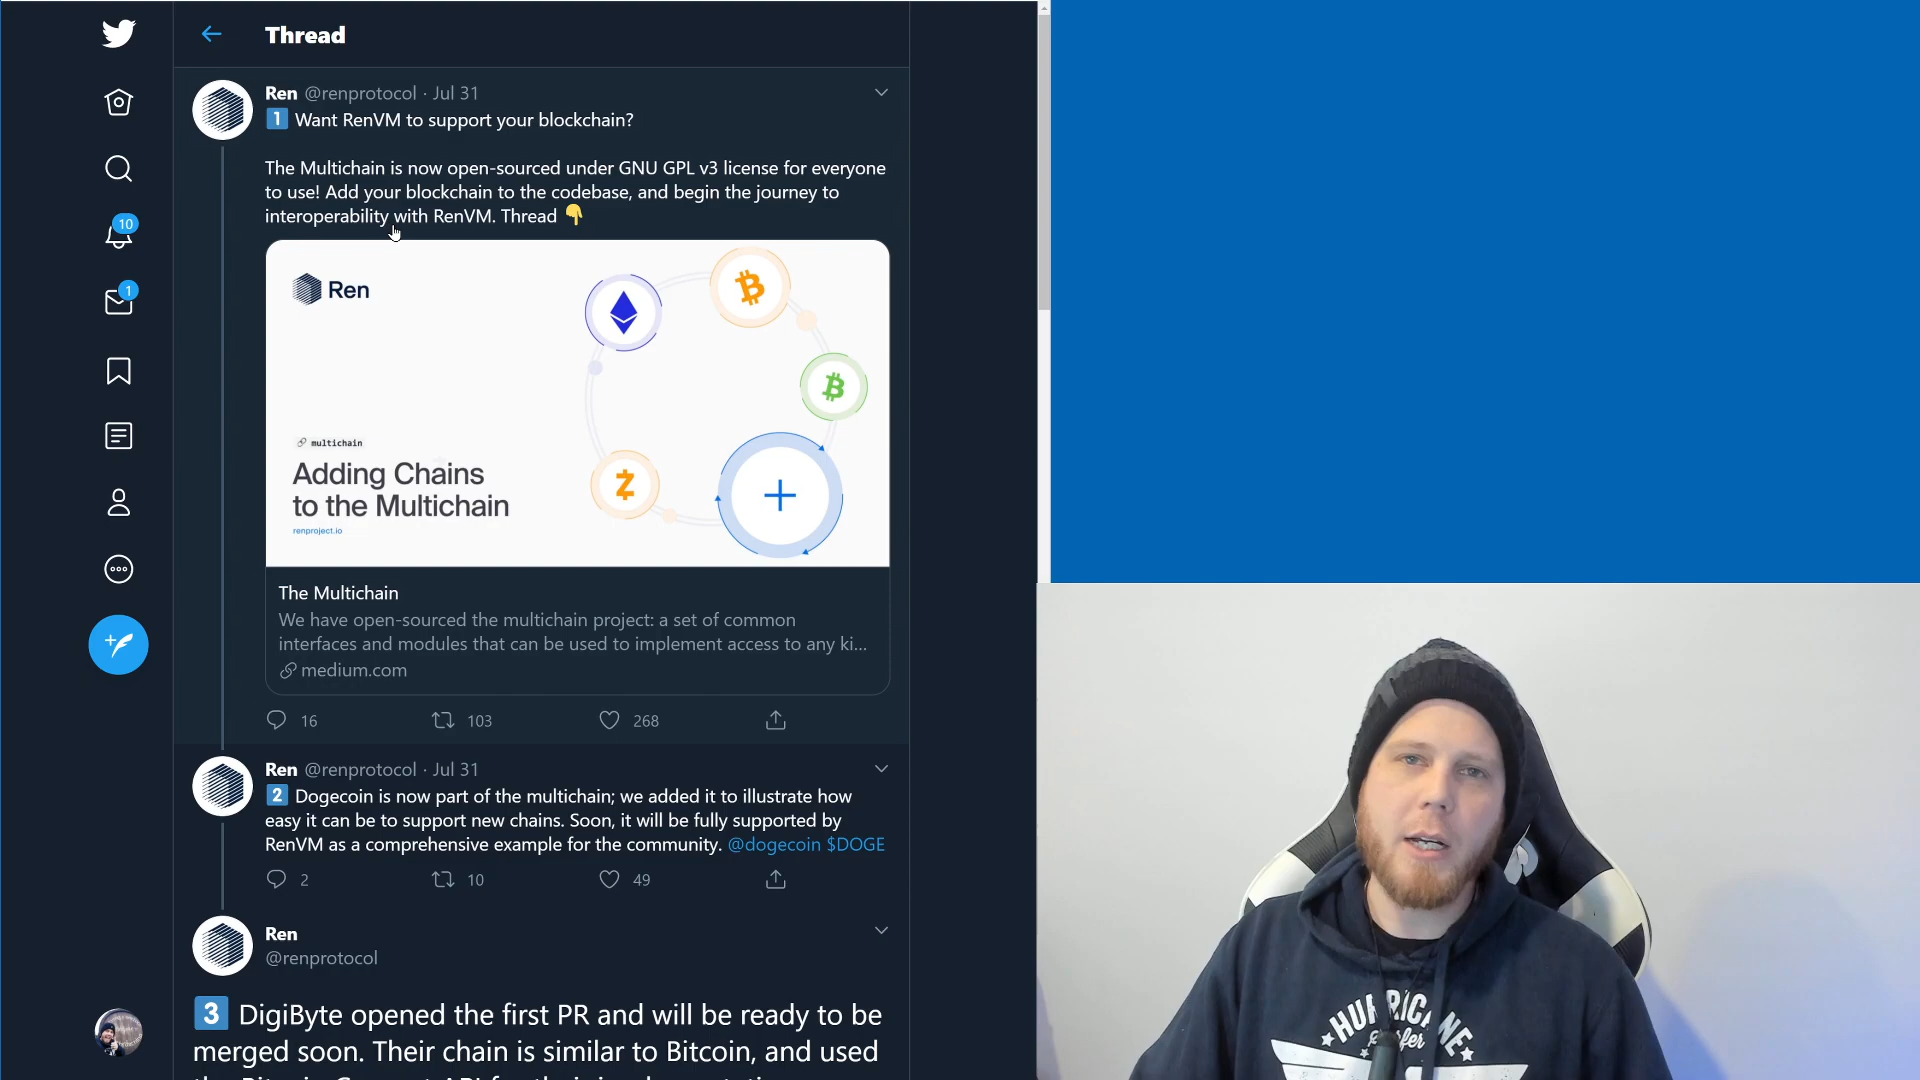 Thread
Ren @renprotocol · Jul 31
1 Want RenVM to support your blockchain?
The Multichain is now open-sourced under GNU GPL v3 license for everyone
to use! Add your blockchain to the codebase, and begin the journey to
interoperability with RenVM. Thread 👇
10
1
Ren
multichain
Adding Chains
to the Multichain
renproject.io
The Multichain
We have open-sourced the multichain project: a set of common
interfaces and modules that can be used to implement access to any ki...
medium.com
16 103 268
Ren @renprotocol · Jul 31
2 Dogecoin is now part of the multichain; we added it to illustrate how
easy it can be to support new chains. Soon, it will be fully supported by
RenVM as a comprehensive example for the community. @dogecoin $DOGE
2 10 49
Ren
@renprotocol
3 DigiByte opened the first PR and will be ready to be
merged soon. Their chain is similar to Bitcoin, and used
HURRICANE